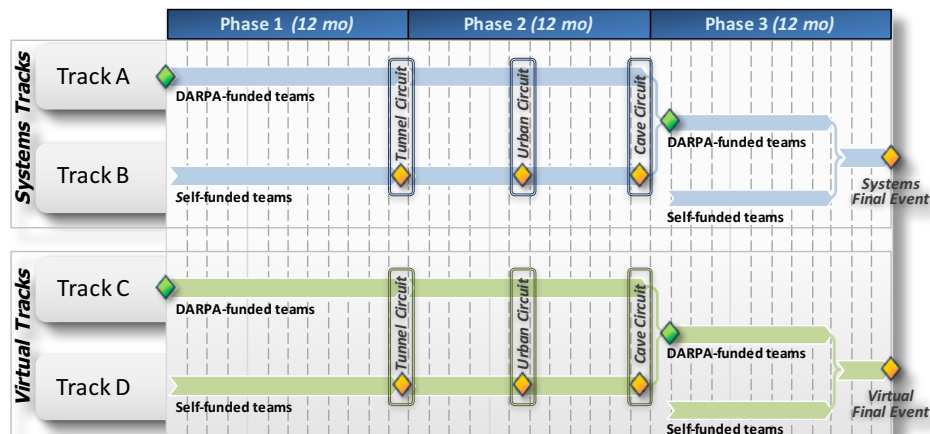 Phase 1 (12 mo)
Phase 2 (12 mo)
Phase 3 (12 mo)
Systems Tracks
Track A
DARPA-funded teams
Tunnel Circuit
Urban Circuit
Cave Circuit
DARPA-funded teams
Track B
Self-funded teams
Systems
Final Event
Self-funded teams
Virtual Tracks
Track C
DARPA-funded teams
Tunnel Circuit
Urban Circuit
Cave Circuit
DARPA-funded teams
Track D
Self-funded teams
Virtual
Final Event
Self-funded teams